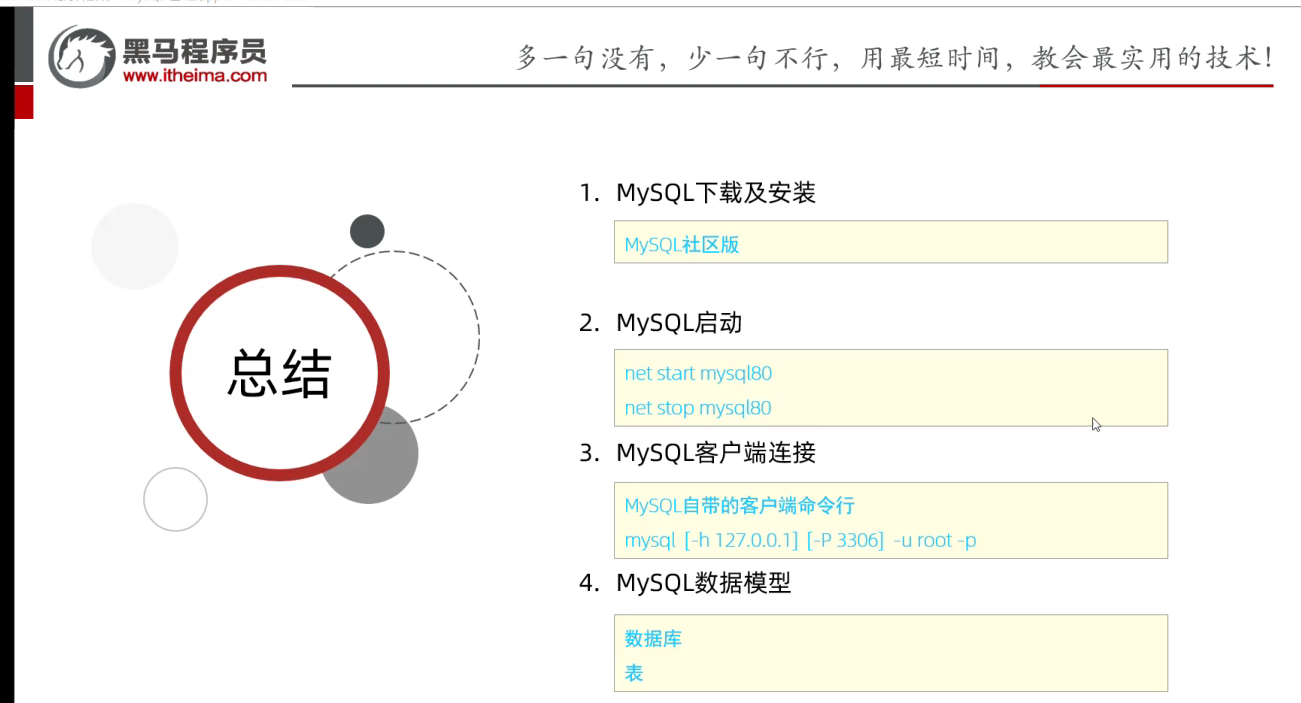 黑马程序员
www.itheima.com
多一句没有，少一句不行，用最短时间，教会最实用的技术！
总结
1. MySQL下载及安装
MySQL社区版
2. MySQL启动
net start mysql80
net stop mysql80
3. MySQL客户端连接
MySQL自带的客户端命令行
mysql [-h 127.0.0.1] [-P 3306] -u root -p
4. MySQL数据模型
数据库
表